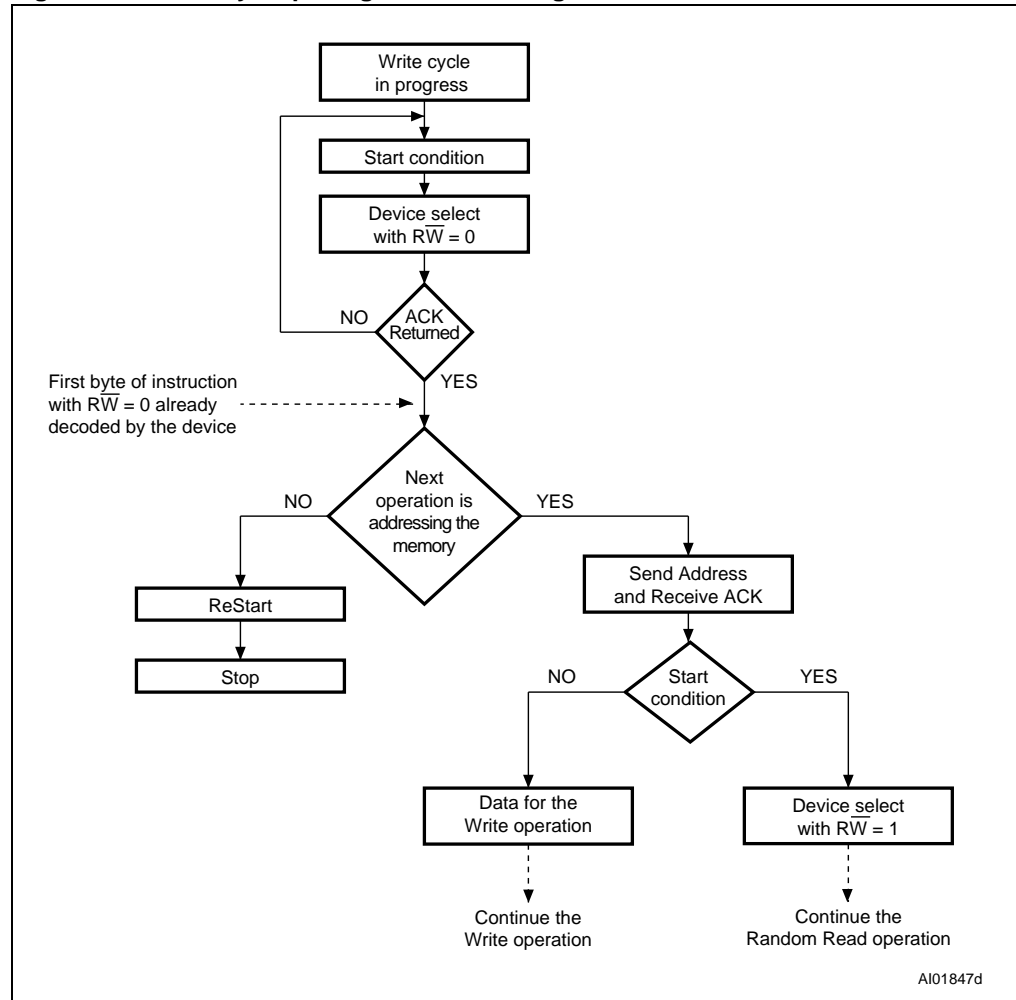 Write cycle
in progress
Start condition
Device select
with RW̅ = 0
ACK
Returned
NO
YES
First byte of instruction
with RW̅ = 0 already
decoded by the device
Next
operation is
addressing the
memory
NO
YES
ReStart
Stop
Send Address
and Receive ACK
Start
condition
NO
YES
Data for the
Write operation
Device select
with RW̅ = 1
Continue the
Write operation
Continue the
Random Read operation
AI01847d